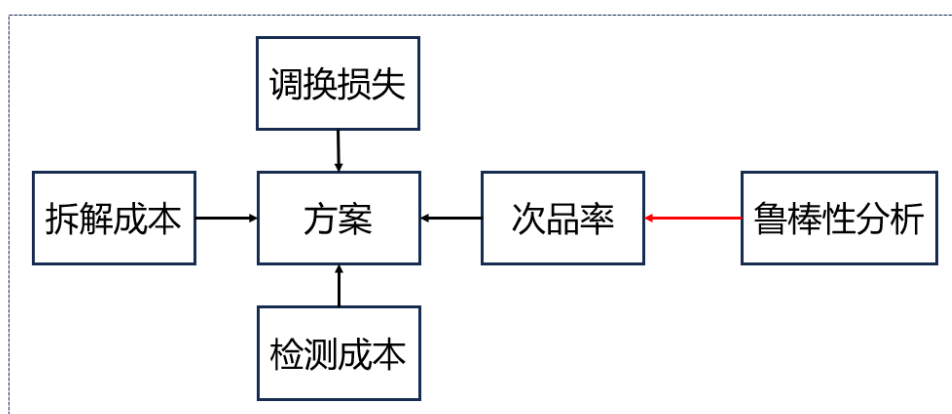 调换损失
拆解成本
方案
次品率
鲁棒性分析
检测成本